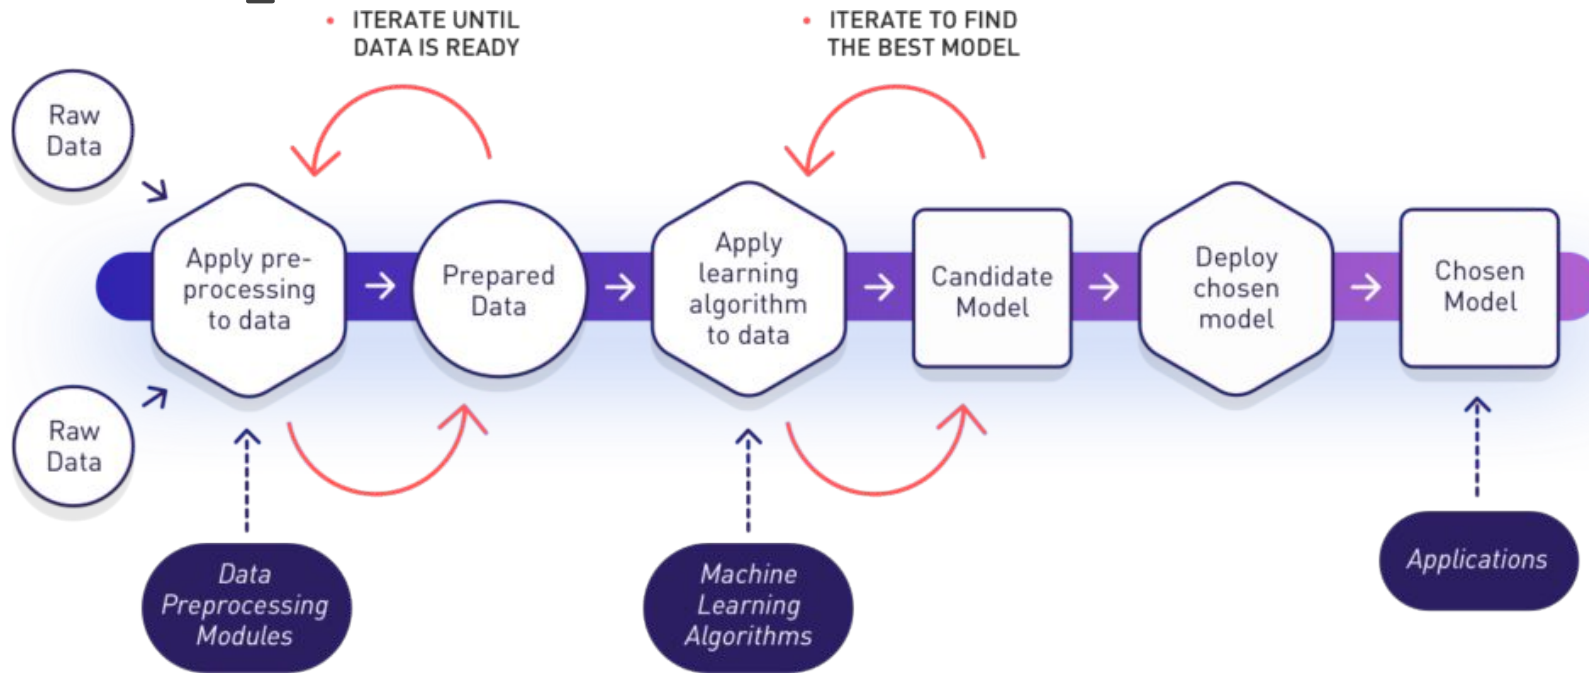 ITERATE UNTIL
DATA IS READY
ITERATE TO FIND
THE BEST MODEL
Raw
Data
Apply pre-
processing
to data
Prepared
Data
Apply
learning
algorithm
to data
Candidate
Model
Deploy
chosen
model
Chosen
Model
Raw
Data
Data
Preprocessing
Modules
Machine
Learning
Algorithms
Applications